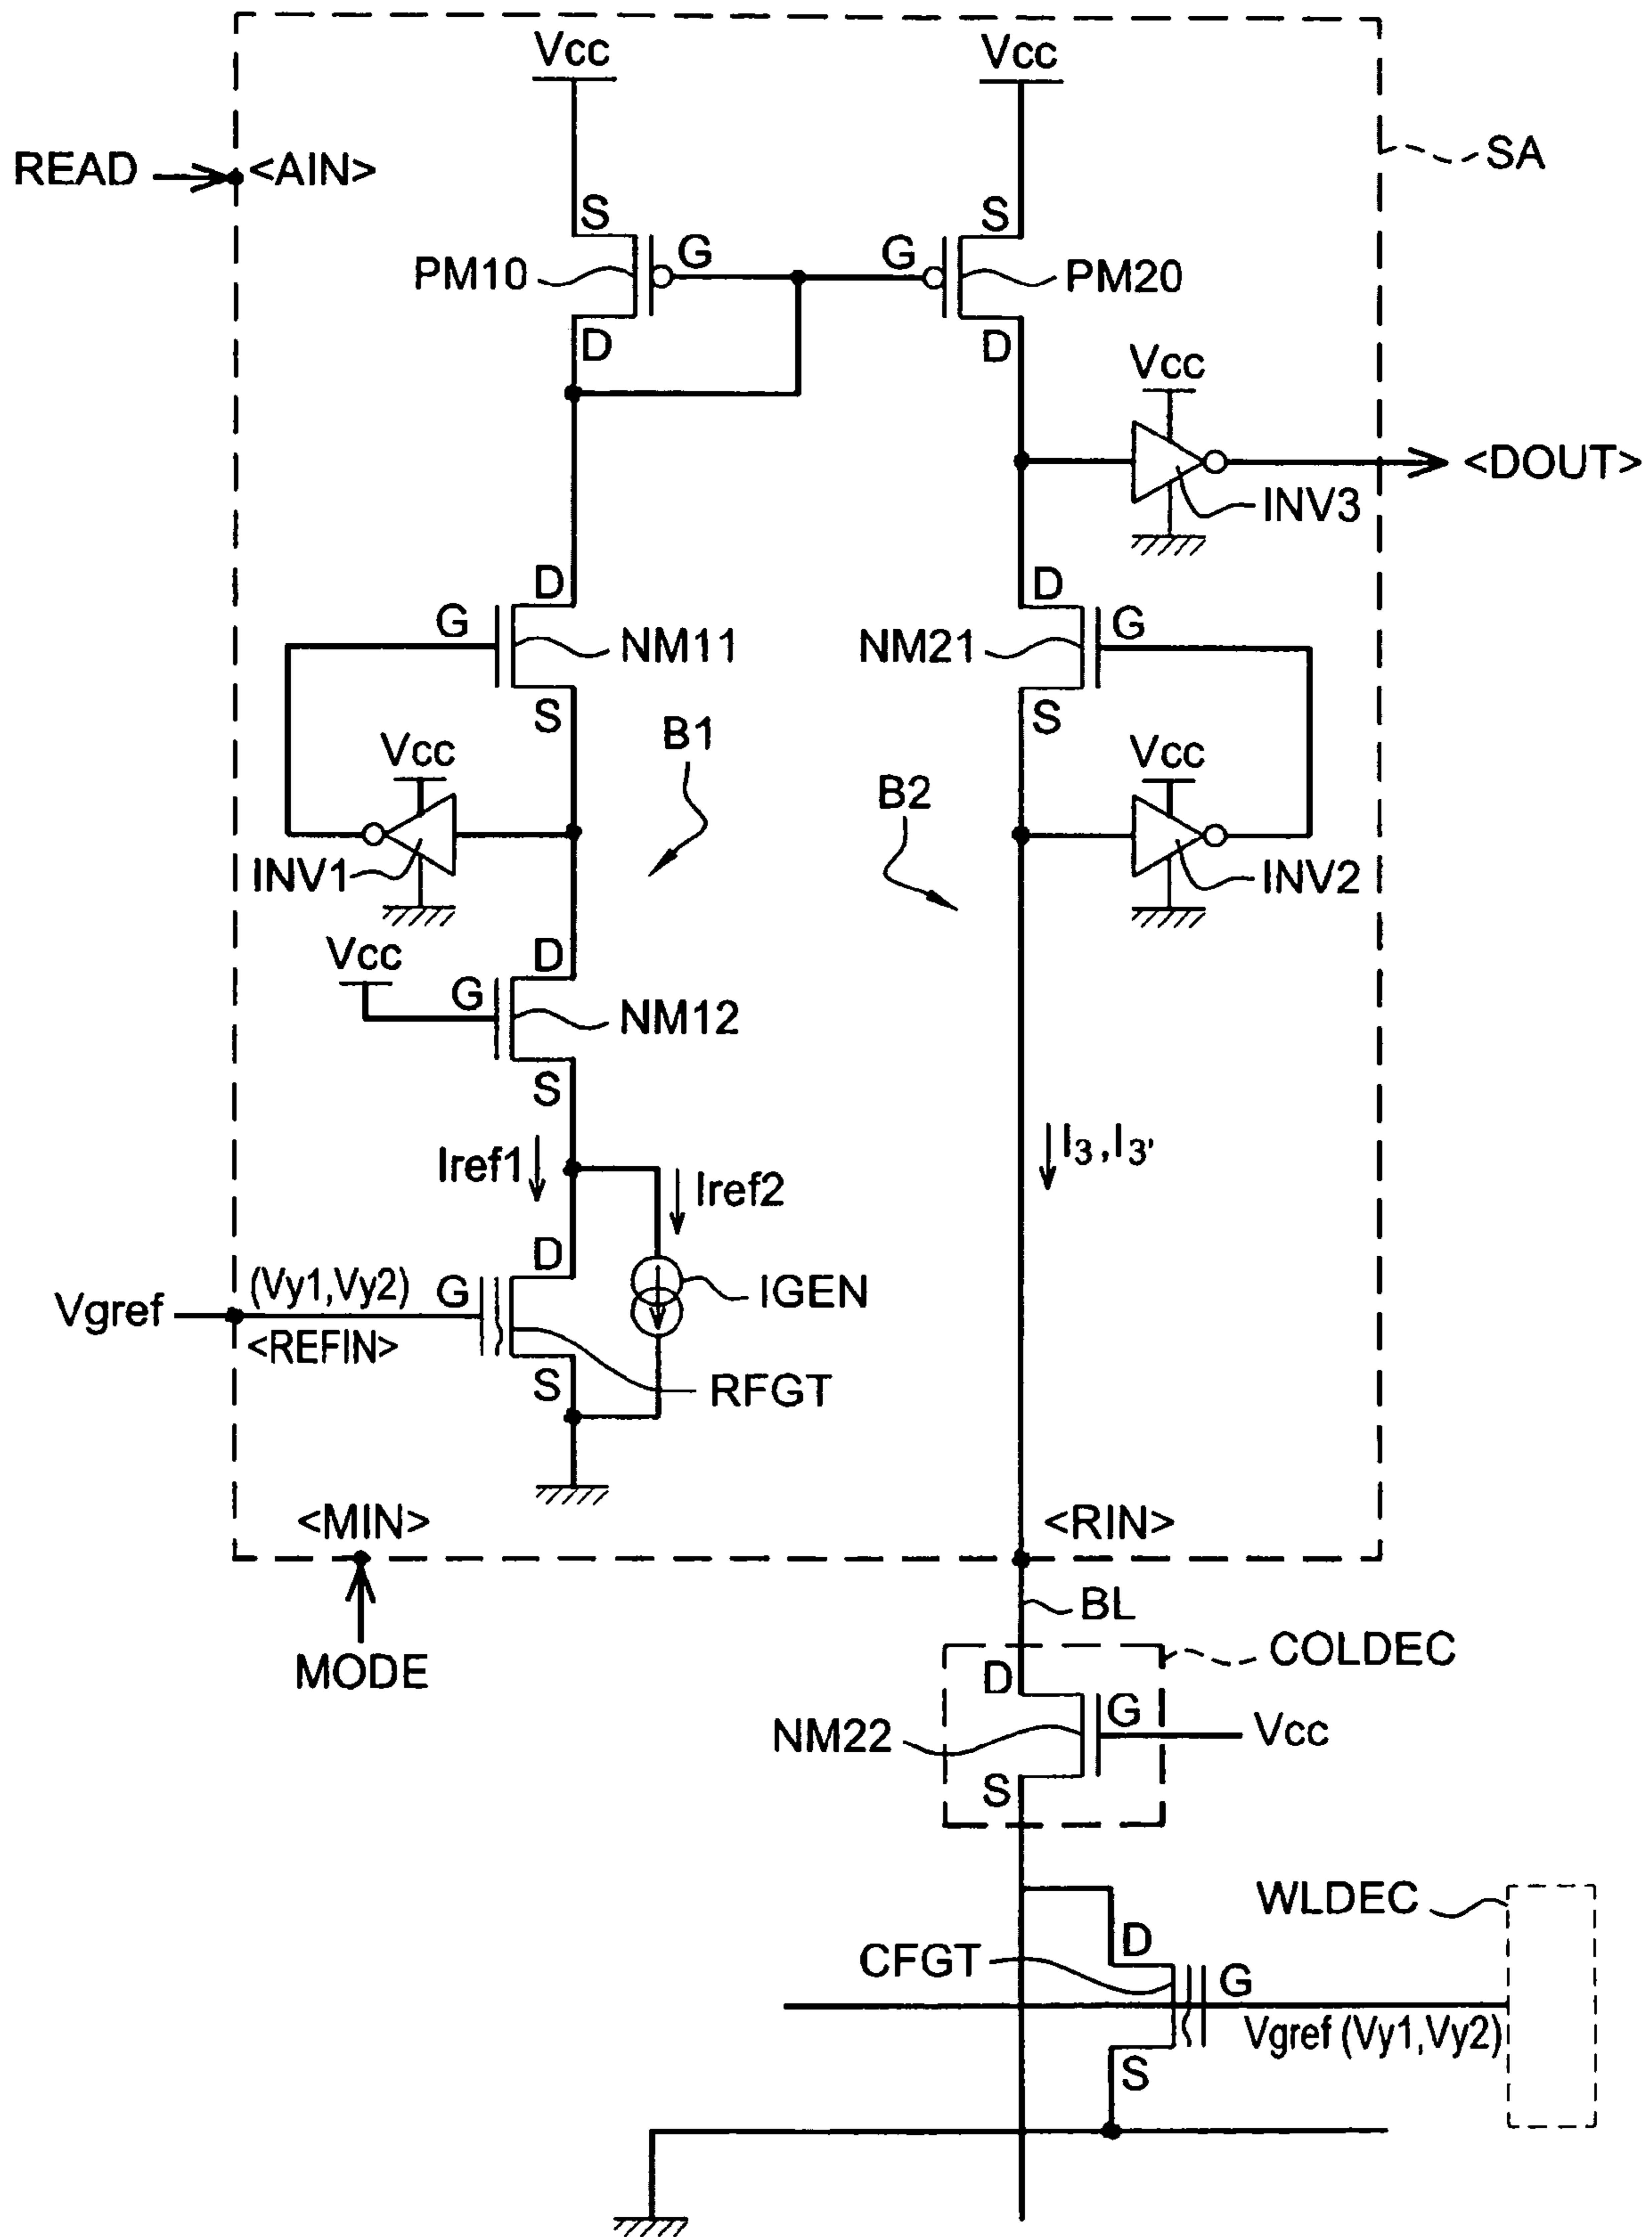 Vcc
Vcc
READ
<AIN>
SA
S
S
PM10
G
G
PM20
D
D
Vcc
<DOUT>
INV3
D
D
G
NM11
NM21
G
S
S
B1
Vcc
Vcc
B2
INV1
INV2
Vcc
D
G
NM12
S
Iref1
Iref2
I3,I3'
D
(Vy1,Vy2)
G
IGEN
Vgref
<REFIN>
S
RFGT
<MIN>
<RIN>
BL
MODE
COLDEC
D
G
NM22
Vcc
S
WLDEC
D
CFGT
G
Vgref (Vy1,Vy2)
S